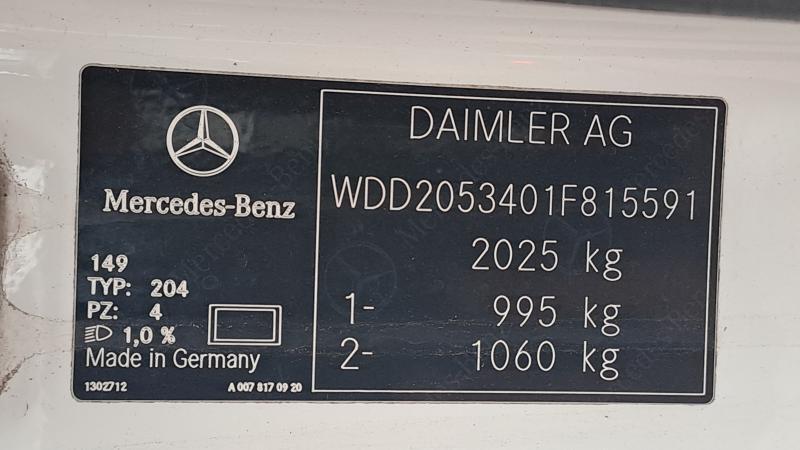 Mercedes-Benz
149
TYP: 204
PZ: 4
1,0 %
Made in Germany
1302712 A 007 817 09 20
DAIMLER AG
WDD2053401F815591
2025 kg
1- 995 kg
2- 1060 kg